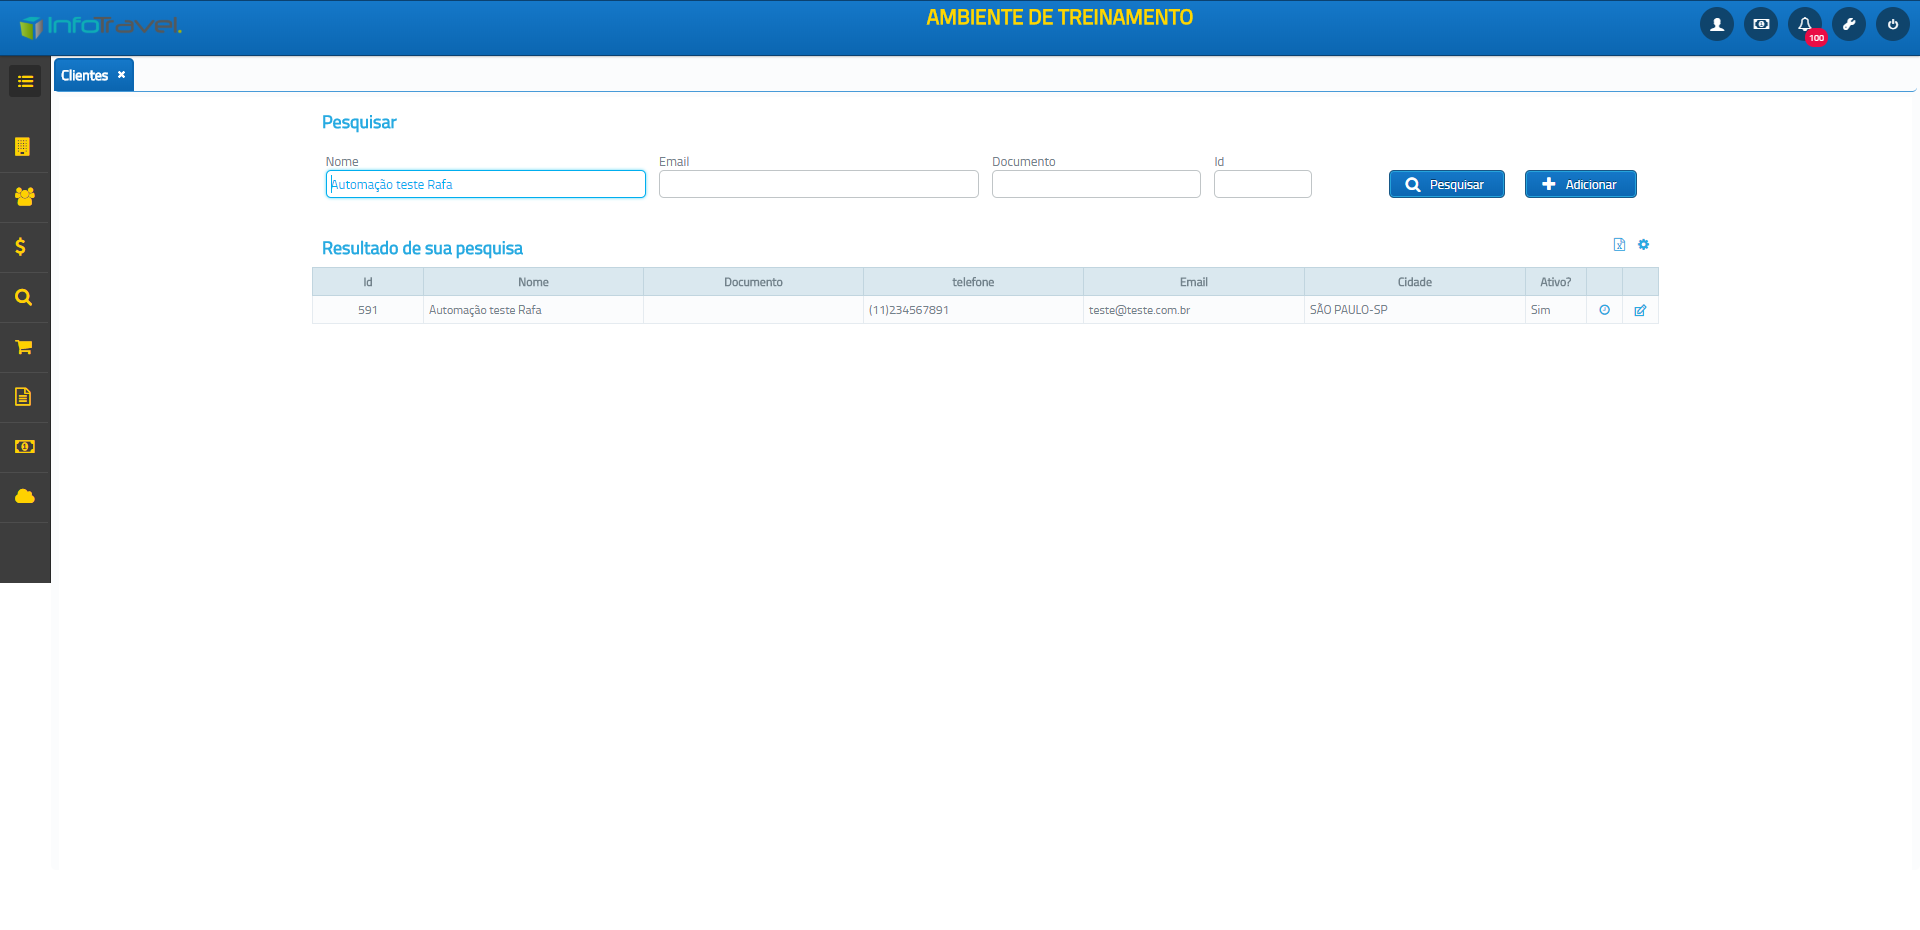 InfoTravel.
AMBIENTE DE TREINAMENTO
100
Clientes
Pesquisar
Nome Email Documento Id
Automação teste Rafa
Pesquisar Adicionar
Resultado de sua pesquisa
Id Nome Documento telefone Email Cidade Ativo?
591 Automação teste Rafa (11)234567891 teste@teste.com.br SÃO PAULO-SP Sim